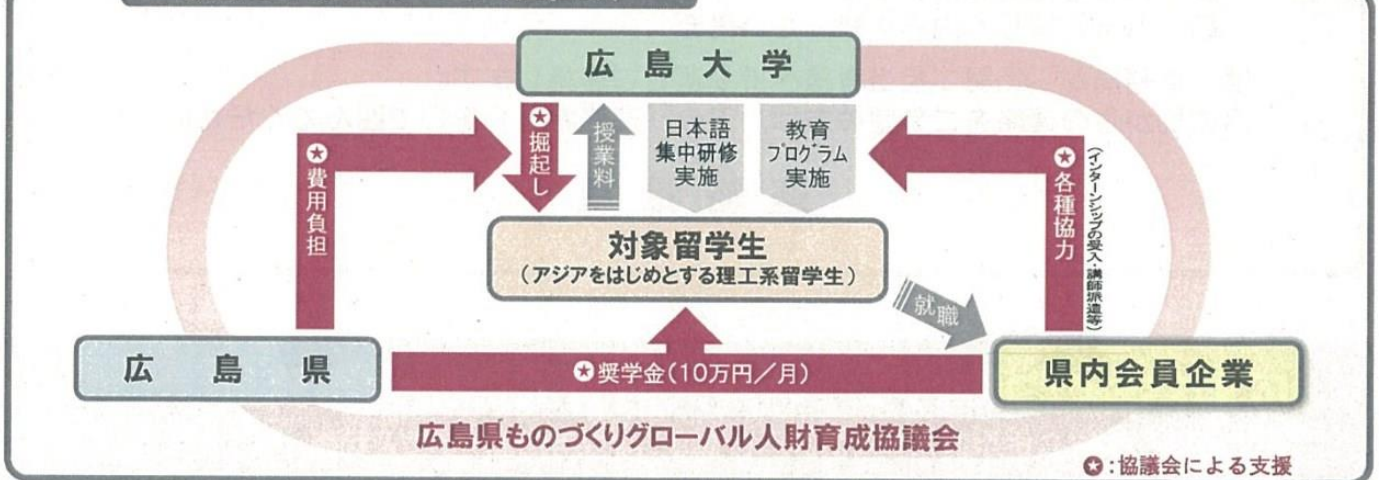 広島大学
掘起し
授業料
日本語
集中研修
実施
教育
プログラム
実施
費用負担
各種協力
(インターンシップの受入・講師派遣等)
対象留学生
(アジアをはじめとする理工系留学生)
就職
広島県
奨学金(10万円/月)
県内会員企業
広島県ものづくりグローバル人財育成協議会
✪:協議会による支援